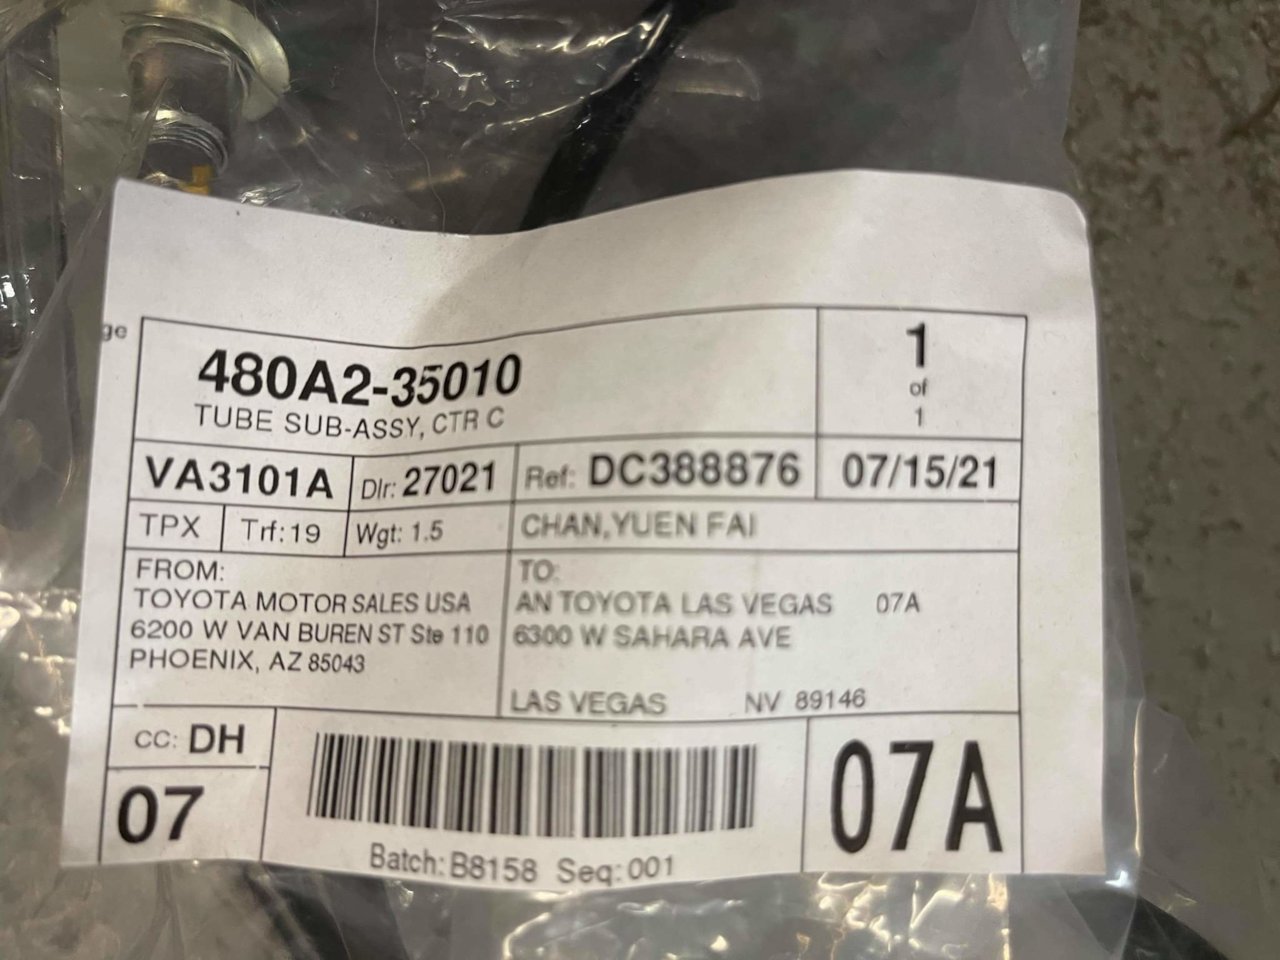 ge
480A2-35010
TUBE SUB-ASSY, CTR C
1
of
1
VA3101A
Dlr: 27021
Ref: DC388876
07/15/21
TPX
Trf: 19
Wgt: 1.5
CHAN,YUEN FAI
FROM:
TOYOTA MOTOR SALES USA
6200 W VAN BUREN ST Ste 110
PHOENIX, AZ 85043
TO:
AN TOYOTA LAS VEGAS 07A
6300 W SAHARA AVE
LAS VEGAS NV 89146
CC: DH
07
Batch: B8158 Seq: 001
07A